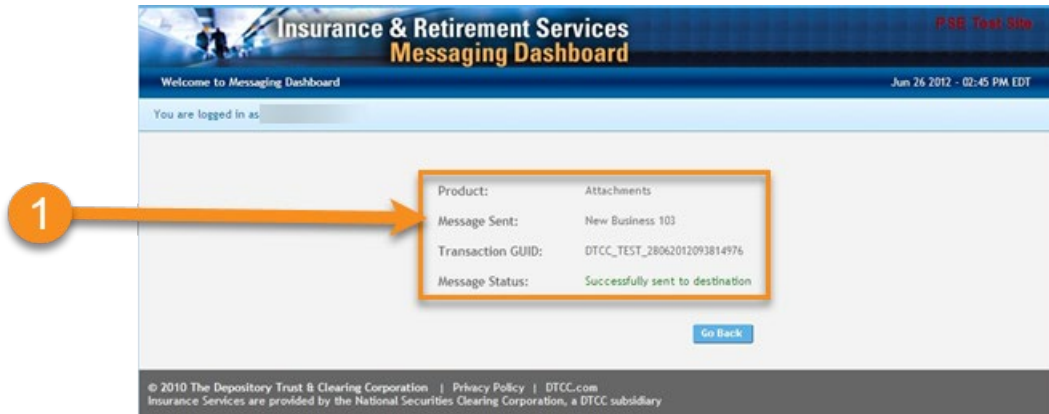 Insurance & Retirement Services
Messaging Dashboard
PSE Test Site
Welcome to Messaging Dashboard
Jun 26 2012 - 02:45 PM EDT
You are logged in as
1
Product: Attachments
Message Sent: New Business 103
Transaction GUID: DTCC_TEST_28062012093814976
Message Status: Successfully sent to destination
Go Back
© 2010 The Depository Trust & Clearing Corporation | Privacy Policy | DTCC.com
Insurance Services are provided by the National Securities Clearing Corporation, a DTCC subsidiary